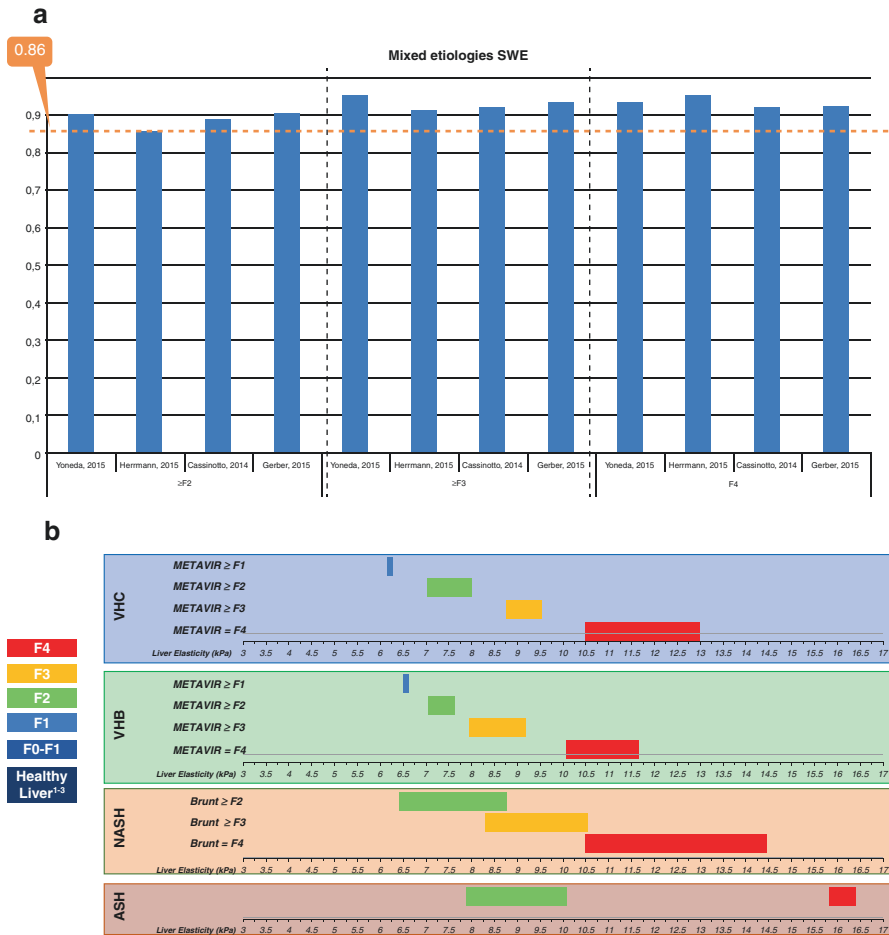 a
0.86
Mixed etiologies SWE
0,9
0,8
0,7
0,6
0,5
0,4
0,3
0,2
0,1
0
Yoneda, 2015 Herrmann, 2015 Cassinotto, 2014 Gerber, 2015 Yoneda, 2015 Herrmann, 2015 Cassinotto, 2014 Gerber, 2015 Yoneda, 2015 Herrmann, 2015 Cassinotto, 2014 Gerber, 2015
≥F2 ≥F3 F4
b
F4
F3
F2
F1
F0-F1
Healthy
Liver¹⁻³
VHC
METAVIR ≥ F1
METAVIR ≥ F2
METAVIR ≥ F3
METAVIR = F4
Liver Elasticity (kPa) 3 3.5 4 4.5 5 5.5 6 6.5 7 7.5 8 8.5 9 9.5 10 10.5 11 11.5 12 12.5 13 13.5 14 14.5 15 15.5 16 16.5 17
VHB
METAVIR ≥ F1
METAVIR ≥ F2
METAVIR ≥ F3
METAVIR = F4
Liver Elasticity (kPa) 3 3.5 4 4.5 5 5.5 6 6.5 7 7.5 8 8.5 9 9.5 10 10.5 11 11.5 12 12.5 13 13.5 14 14.5 15 15.5 16 16.5 17
NASH
Brunt ≥ F2
Brunt ≥ F3
Brunt = F4
Liver Elasticity (kPa) 3 3.5 4 4.5 5 5.5 6 6.5 7 7.5 8 8.5 9 9.5 10 10.5 11 11.5 12 12.5 13 13.5 14 14.5 15 15.5 16 16.5 17
ASH
Liver Elasticity (kPa) 3 3.5 4 4.5 5 5.5 6 6.5 7 7.5 8 8.5 9 9.5 10 10.5 11 11.5 12 12.5 13 13.5 14 14.5 15 15.5 16 16.5 17